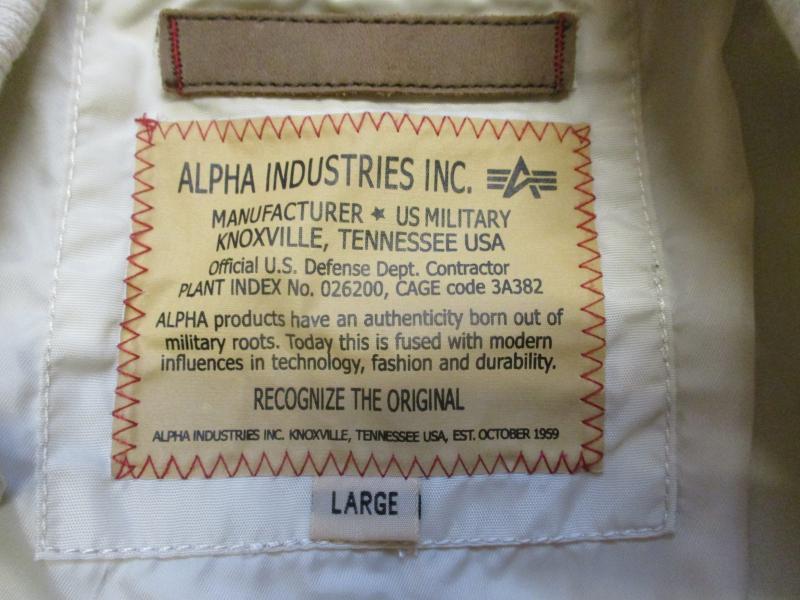 ALPHA INDUSTRIES INC.
MANUFACTURER ★ US MILITARY
KNOXVILLE, TENNESSEE USA
Official U.S. Defense Dept. Contractor
PLANT INDEX No. 026200, CAGE code 3A382
ALPHA products have an authenticity born out of
military roots. Today this is fused with modern
influences in technology, fashion and durability.
RECOGNIZE THE ORIGINAL
ALPHA INDUSTRIES INC. KNOXVILLE, TENNESSEE USA, EST. OCTOBER 1959
LARGE